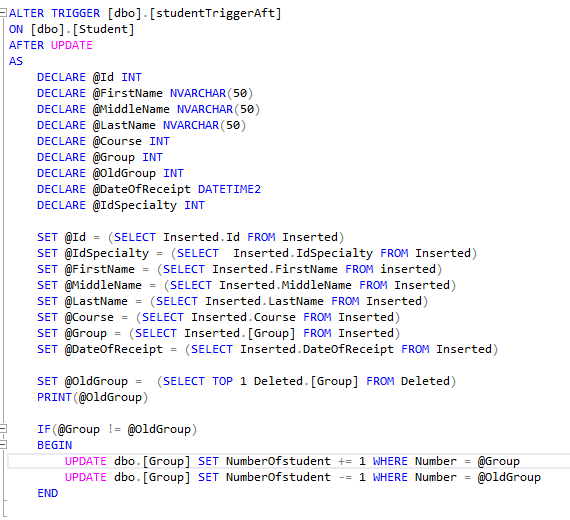 ALTER TRIGGER [dbo].[studentTriggerAft]
ON [dbo].[Student]
AFTER UPDATE
AS
    DECLARE @Id INT
    DECLARE @FirstName NVARCHAR(50)
    DECLARE @MiddleName NVARCHAR(50)
    DECLARE @LastName NVARCHAR(50)
    DECLARE @Course INT
    DECLARE @Group INT
    DECLARE @OldGroup INT
    DECLARE @DateOfReceipt DATETIME2
    DECLARE @IdSpecialty INT

    SET @Id = (SELECT Inserted.Id FROM Inserted)
    SET @IdSpecialty = (SELECT  Inserted.IdSpecialty FROM Inserted)
    SET @FirstName = (SELECT Inserted.FirstName FROM inserted)
    SET @MiddleName = (SELECT Inserted.MiddleName FROM Inserted)
    SET @LastName = (SELECT Inserted.LastName FROM Inserted)
    SET @Course = (SELECT Inserted.Course FROM Inserted)
    SET @Group = (SELECT Inserted.[Group] FROM Inserted)
    SET @DateOfReceipt = (SELECT Inserted.DateOfReceipt FROM Inserted)

    SET @OldGroup =  (SELECT TOP 1 Deleted.[Group] FROM Deleted)
    PRINT(@OldGroup)

    IF(@Group != @OldGroup)
    BEGIN
        UPDATE dbo.[Group] SET NumberOfstudent += 1 WHERE Number = @Group
        UPDATE dbo.[Group] SET NumberOfstudent -= 1 WHERE Number = @OldGroup
    END